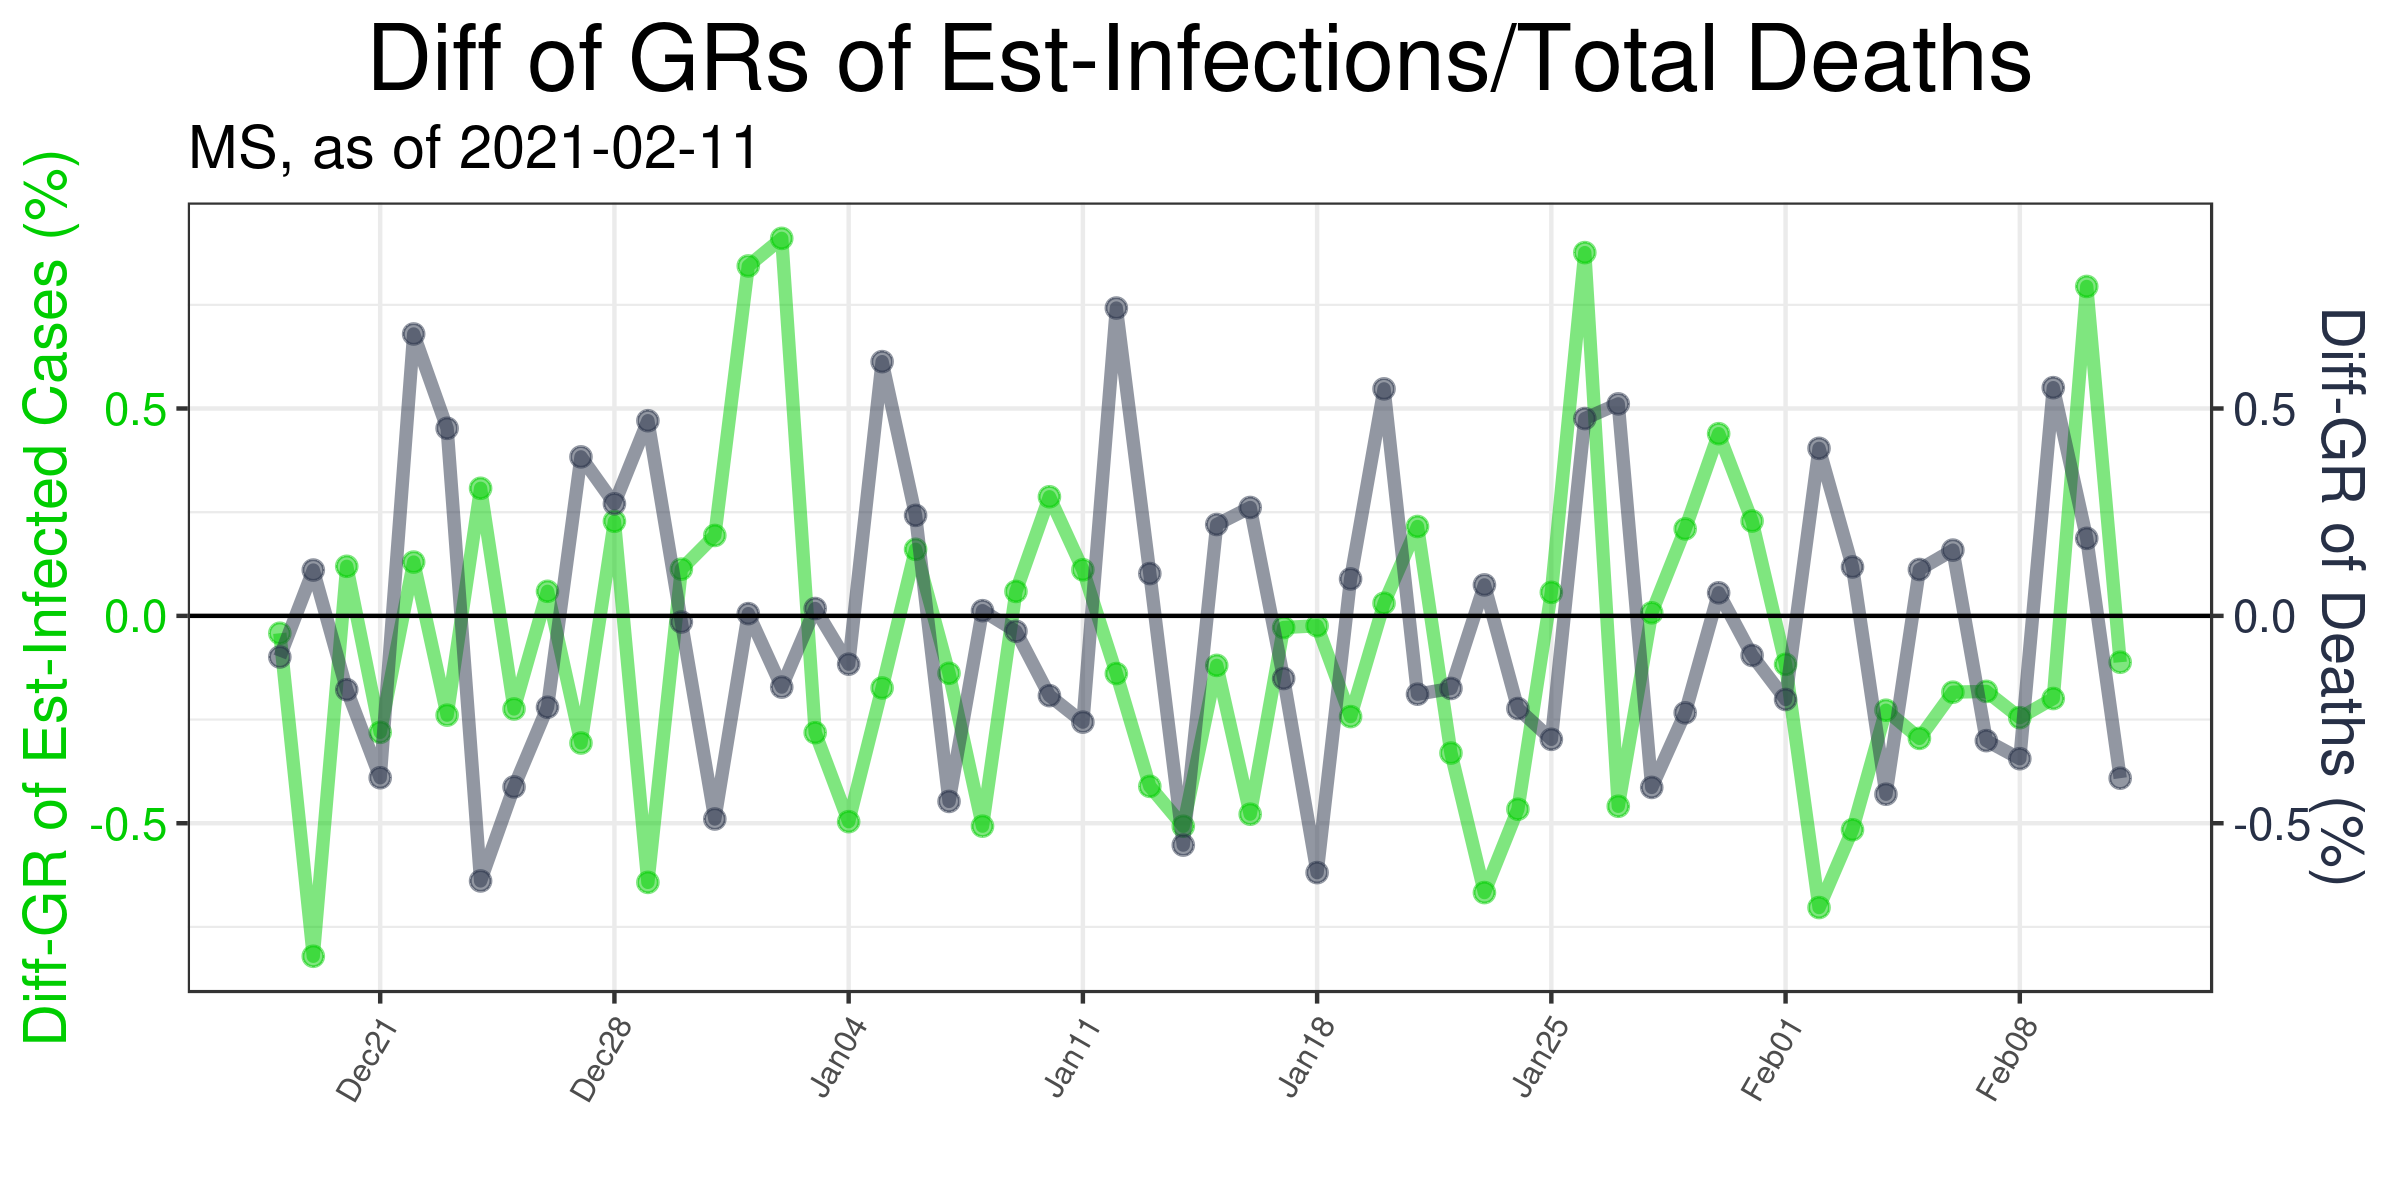 Diff of GRs of Est-Infections/Total Deaths
MS, as of 2021-02-11
Diff-GR of Est-Infected Cases (%)
0.5
0.0
-0.5
0.5
0.0
-0.5
Diff-GR of Deaths (%)
Dec21
Dec28
Jan04
Jan11
Jan18
Jan25
Feb01
Feb08